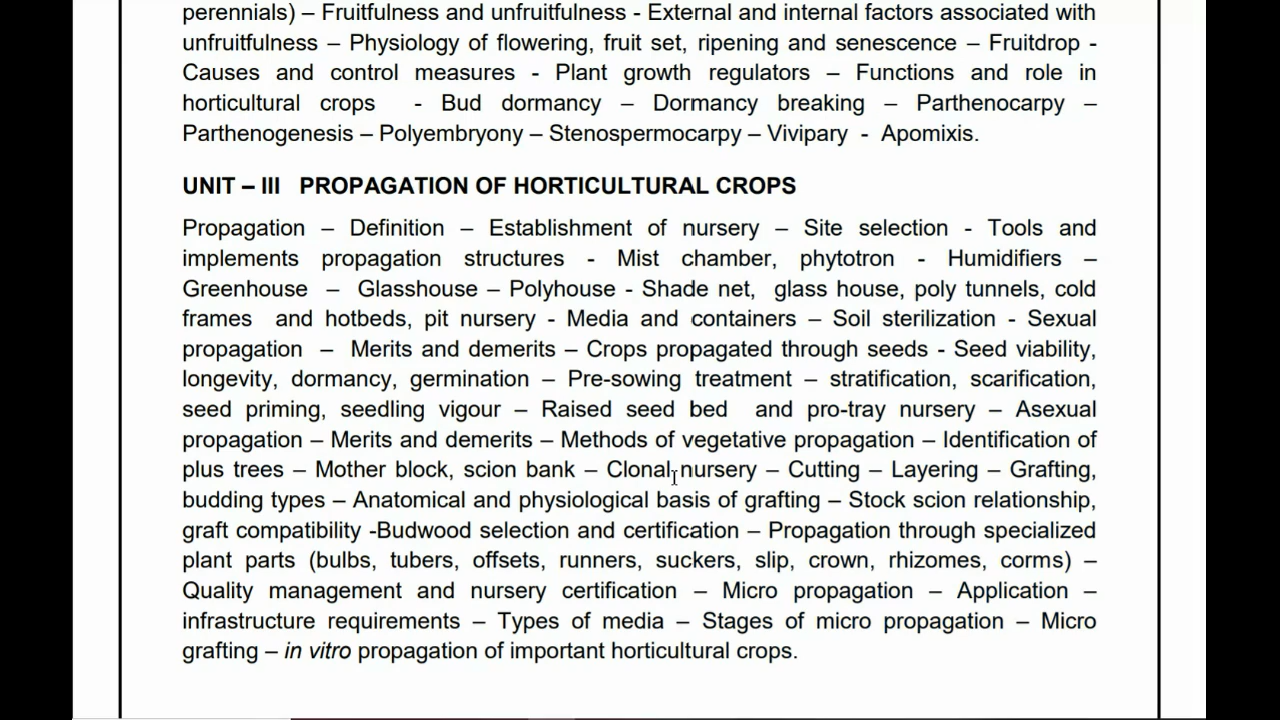 perennials) – Fruitfulness and unfruitfulness - External and internal factors associated with
unfruitfulness – Physiology of flowering, fruit set, ripening and senescence – Fruitdrop -
Causes and control measures - Plant growth regulators – Functions and role in
horticultural crops - Bud dormancy – Dormancy breaking – Parthenocarpy –
Parthenogenesis – Polyembryony – Stenospermocarpy – Vivipary - Apomixis.
UNIT – III PROPAGATION OF HORTICULTURAL CROPS
Propagation – Definition – Establishment of nursery – Site selection - Tools and
implements propagation structures - Mist chamber, phytotron - Humidifiers –
Greenhouse – Glasshouse – Polyhouse - Shade net, glass house, poly tunnels, cold
frames and hotbeds, pit nursery - Media and containers – Soil sterilization - Sexual
propagation – Merits and demerits – Crops propagated through seeds - Seed viability,
longevity, dormancy, germination – Pre-sowing treatment – stratification, scarification,
seed priming, seedling vigour – Raised seed bed and pro-tray nursery – Asexual
propagation – Merits and demerits – Methods of vegetative propagation – Identification of
plus trees – Mother block, scion bank – Clonal nursery – Cutting – Layering – Grafting,
budding types – Anatomical and physiological basis of grafting – Stock scion relationship,
graft compatibility -Budwood selection and certification – Propagation through specialized
plant parts (bulbs, tubers, offsets, runners, suckers, slip, crown, rhizomes, corms) –
Quality management and nursery certification – Micro propagation – Application –
infrastructure requirements – Types of media – Stages of micro propagation – Micro
grafting – in vitro propagation of important horticultural crops.